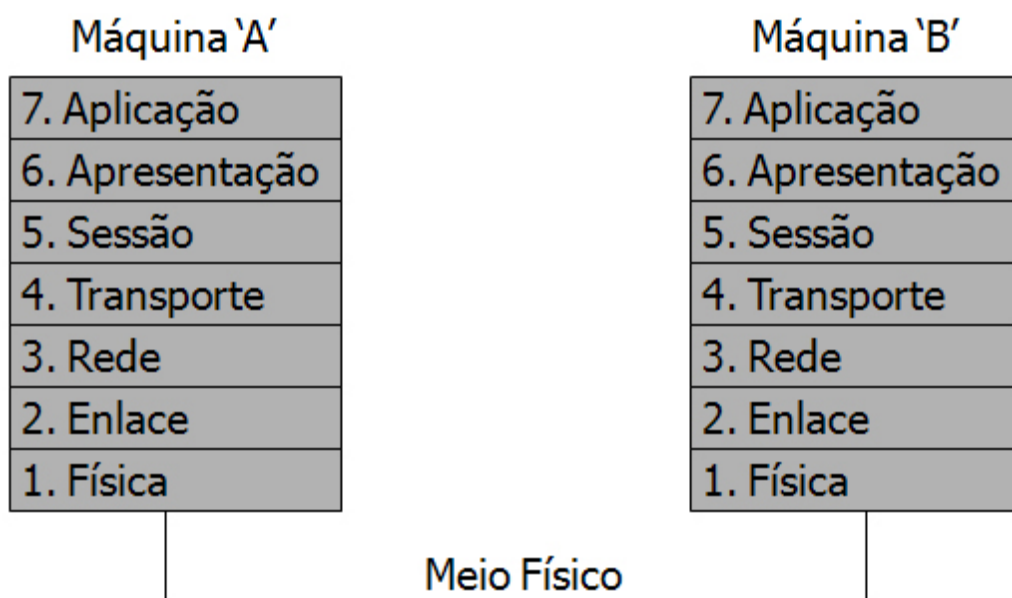 Máquina ‘A’
7. Aplicação
6. Apresentação
5. Sessão
4. Transporte
3. Rede
2. Enlace
1. Física
Máquina ‘B’
7. Aplicação
6. Apresentação
5. Sessão
4. Transporte
3. Rede
2. Enlace
1. Física
Meio Físico